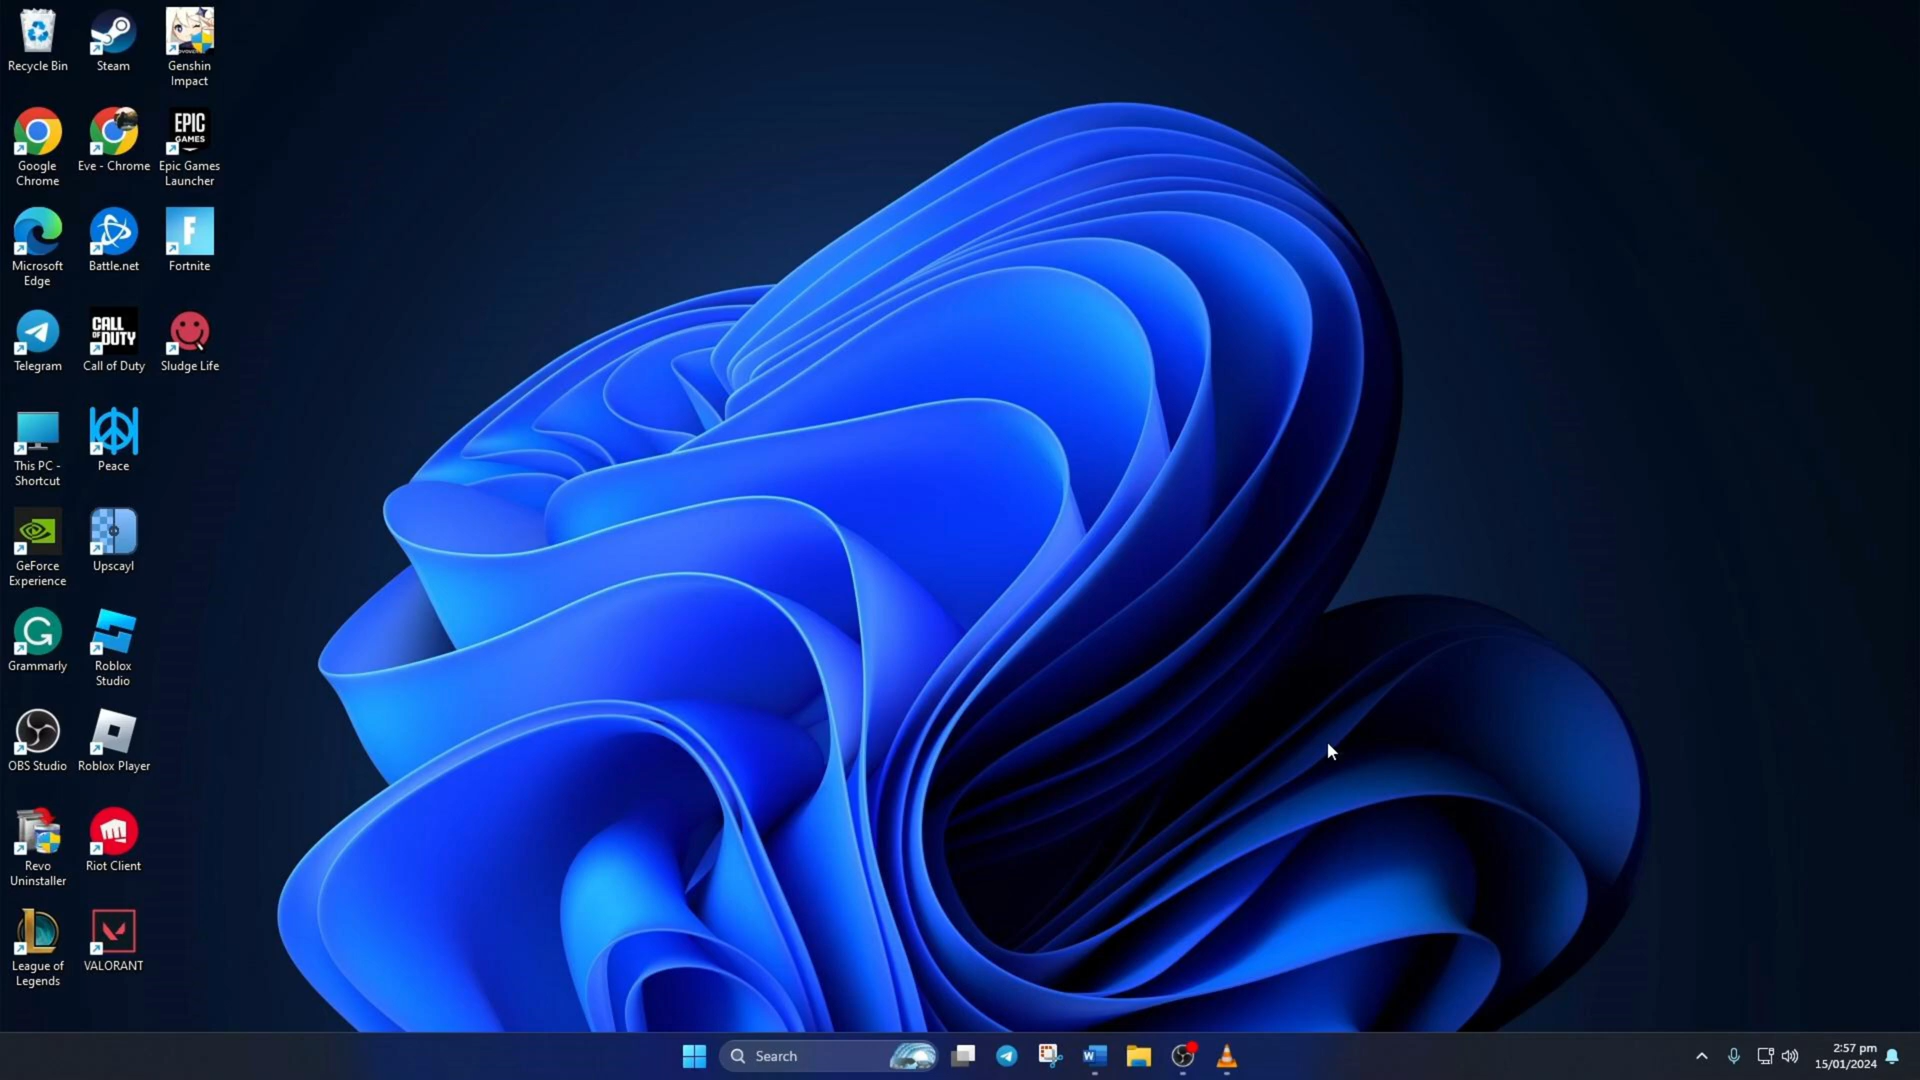 Recycle Bin
Steam
Genshin
Impact
Google
Chrome
Eve - Chrome
EPIC
GAMES
Epic Games
Launcher
Microsoft
Edge
Battle.net
F
Fortnite
Telegram
CALL
OF DUTY
Call of Duty
Sludge Life
This PC -
Shortcut
Peace
GeForce
Experience
Upscayl
G
Grammarly
Roblox
Studio
OBS Studio
Roblox Player
Revo
Uninstaller
Riot Client
L
League of
Legends
VALORANT
Search
W
2:57 pm
15/01/2024